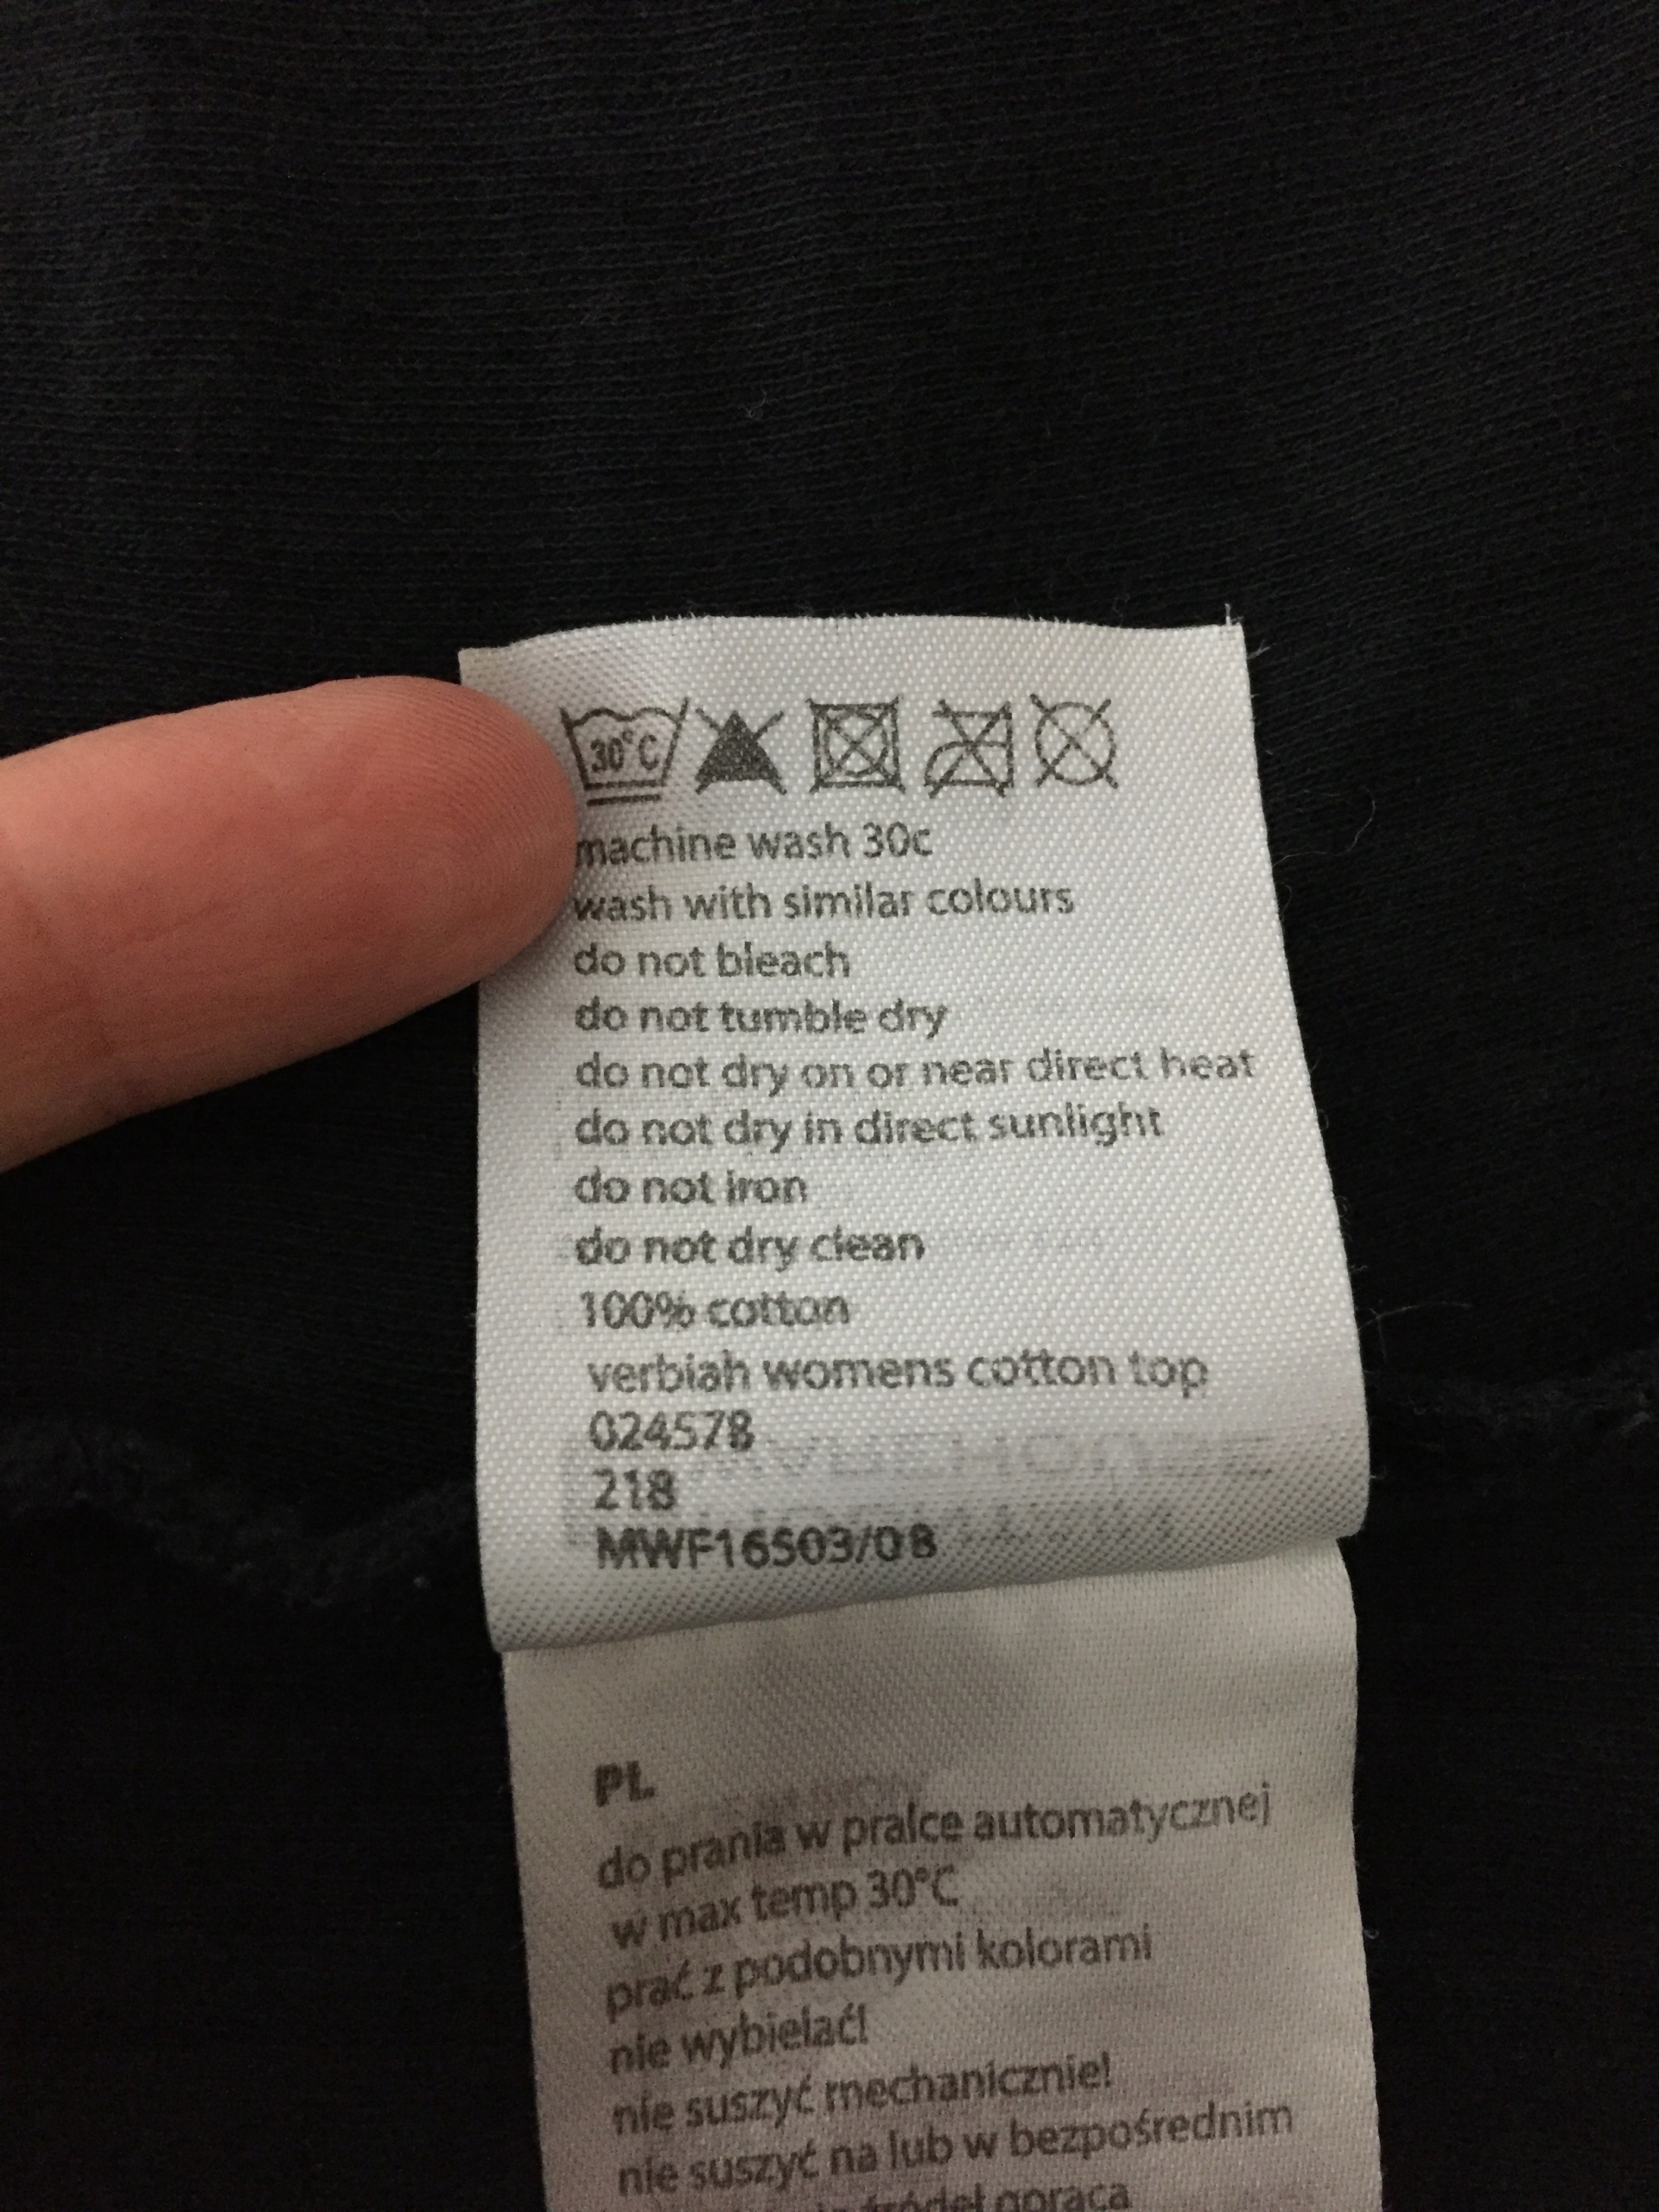 30°C
machine wash 30c
wash with similar colours
do not bleach
do not tumble dry
do not dry on or near direct heat
do not dry in direct sunlight
do not iron
do not dry clean
100% cotton
verbiah womens cotton top
024578
218
MWF16503/08
PL
do prania w pralce automatycznej
w max temp 30°C
prać z podobnymi kolorami
nie wybielać!
nie suszyć mechanicznie!
nie suszyć na lub w bezpośrednim
źródeł gorąca